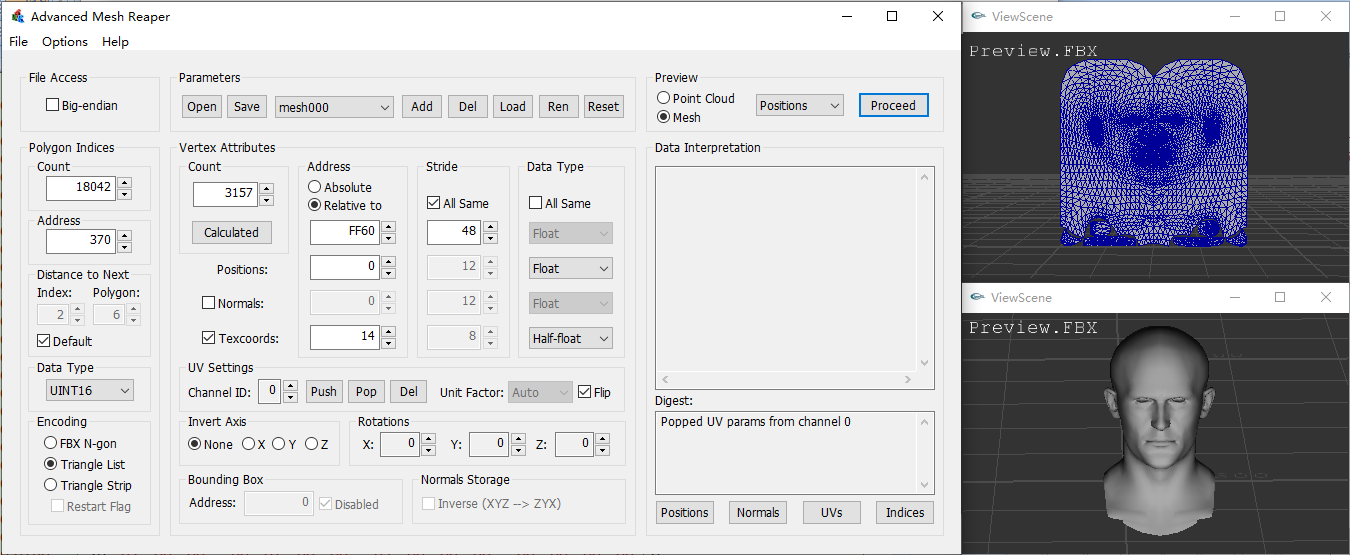 Advanced Mesh Reaper
File Options Help
File Access
Big-endian
Parameters
Open Save mesh000 Add Del Load Ren Reset
Preview
Point Cloud
Mesh
Positions
Proceed
Polygon Indices
Count
18042
Address
370
Distance to Next
Index: Polygon:
2 6
Default
Data Type
UINT16
Encoding
FBX N-gon
Triangle List
Triangle Strip
Restart Flag
Vertex Attributes
Count
3157
Calculated
Address
Absolute
Relative to
FF60
Stride
All Same
48
Data Type
All Same
Float
Positions: 0 12 Float
Normals: 0 12 Float
Texcoords: 14 8 Half-float
UV Settings
Channel ID: 0 Push Pop Del Unit Factor: Auto Flip
Invert Axis
None X Y Z
Rotations
X: 0 Y: 0 Z: 0
Bounding Box
Address: 0 Disabled
Normals Storage
Inverse (XYZ --> ZYX)
Data Interpretation
Digest:
Popped UV params from channel 0
Positions Normals UVs Indices
ViewScene
Preview.FBX
ViewScene
Preview.FBX